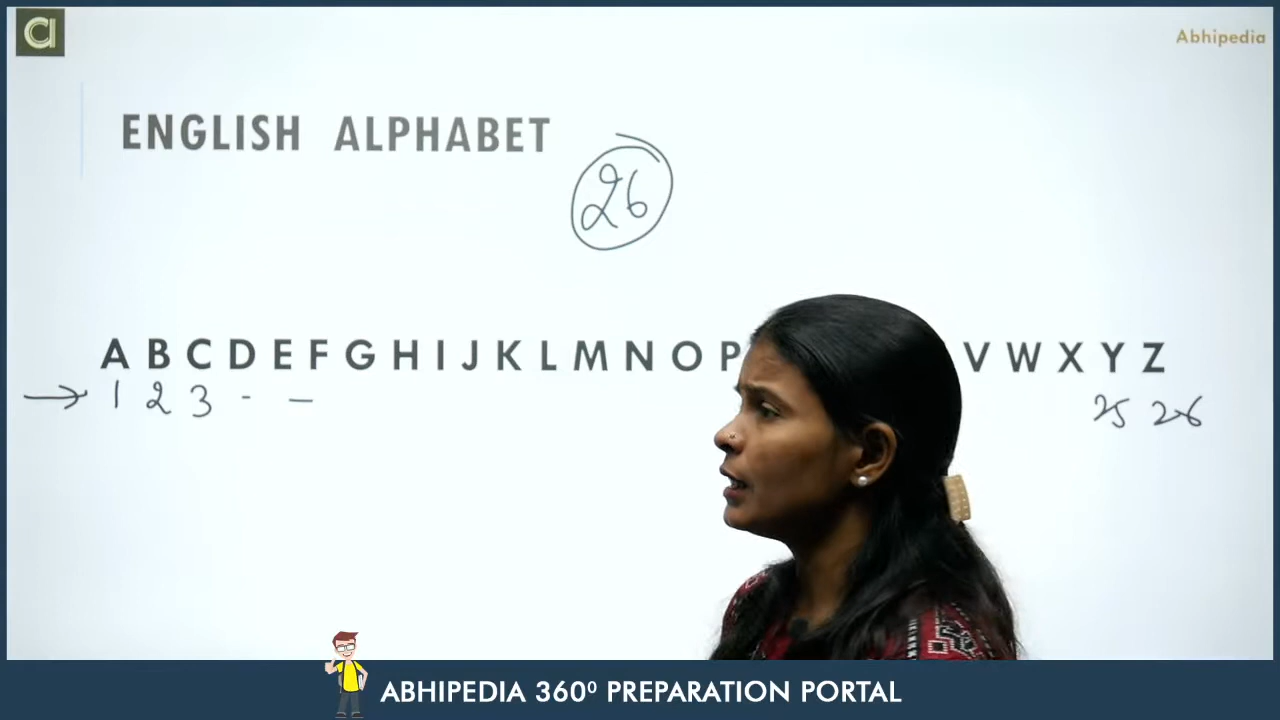 Abhipedia
ENGLISH ALPHABET
26
A B C D E F G H I J K L M N O P V W X Y Z
→ 1 2 3 - - 25 26
ABHIPEDIA 360⁰ PREPARATION PORTAL